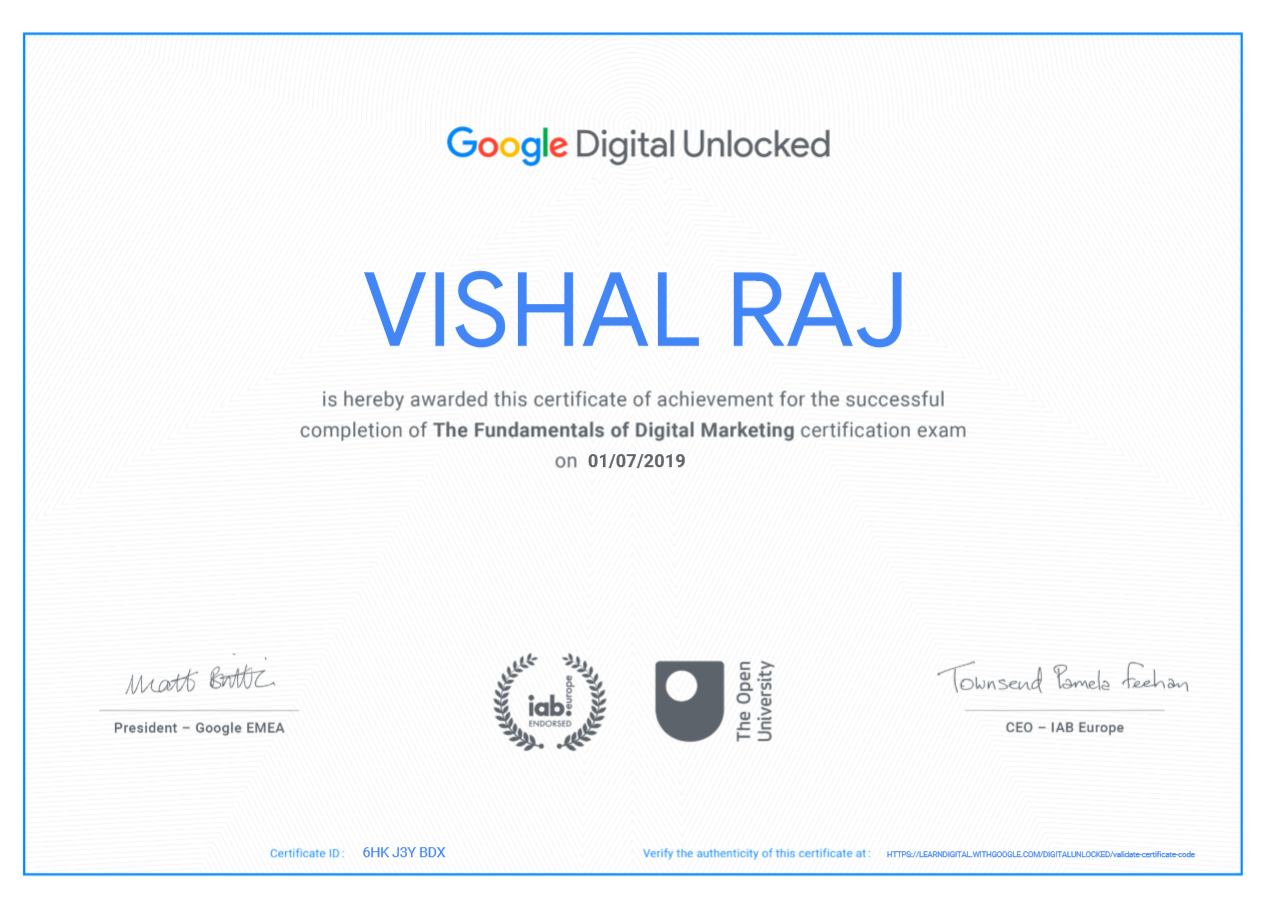 Google Digital Unlocked
VISHAL RAJ
is hereby awarded this certificate of achievement for the successful
completion of The Fundamentals of Digital Marketing certification exam
on 01/07/2019
Matt Brittin
President – Google EMEA
iab:europe
ENDORSED
The Open
University
Townsend Pamela Feehan
CEO – IAB Europe
Certificate ID : 6HK J3Y BDX
Verify the authenticity of this certificate at : HTTPS://LEARNDIGITAL.WITHGOOGLE.COM/DIGITALUNLOCKED/validate-certificate-code